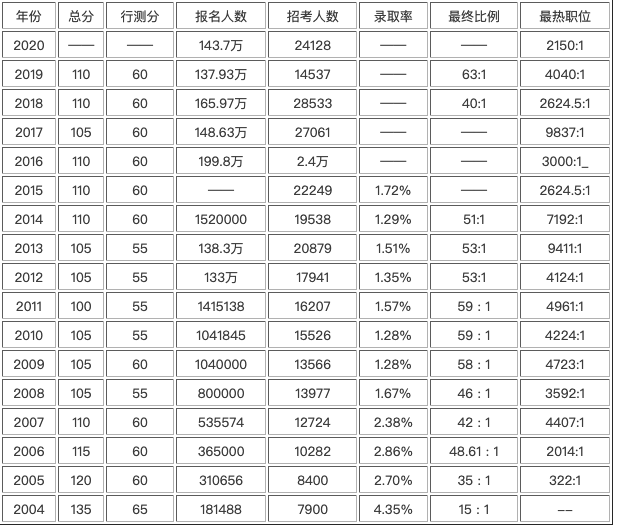 年份 总分 行测分 报名人数 招考人数 录取率 最终比例 最热职位
2020 —— —— 143.7万 24128 —— —— 2150:1
2019 110 60 137.93万 14537 —— 63:1 4040:1
2018 110 60 165.97万 28533 —— 40:1 2624.5:1
2017 105 60 148.63万 27061 —— —— 9837:1
2016 110 60 199.8万 2.4万 —— —— 3000:1_
2015 110 60 —— 22249 1.72% —— 2624.5:1
2014 110 60 1520000 19538 1.29% 51:1 7192:1
2013 105 55 138.3万 20879 1.51% 53:1 9411:1
2012 105 55 133万 17941 1.35% 53:1 4124:1
2011 100 55 1415138 16207 1.57% 59 : 1 4961:1
2010 105 55 1041845 15526 1.28% 59 : 1 4224:1
2009 105 60 1040000 13566 1.28% 58 : 1 4723:1
2008 105 55 800000 13977 1.67% 46 : 1 3592:1
2007 110 60 535574 12724 2.38% 42 : 1 4407:1
2006 115 60 365000 10282 2.86% 48.61 : 1 2014:1
2005 120 60 310656 8400 2.70% 35 : 1 322:1
2004 135 65 181488 7900 4.35% 15 : 1 --